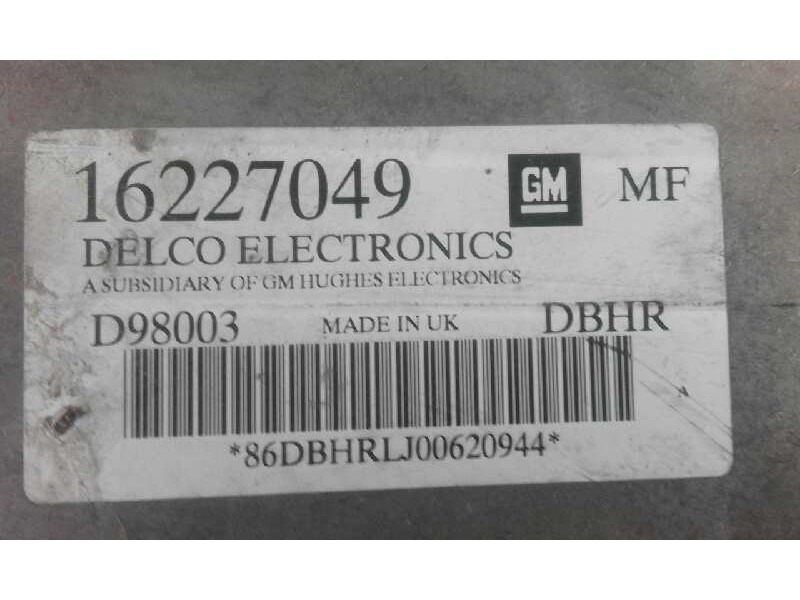 16227049 GM MF
DELCO ELECTRONICS
A SUBSIDIARY OF GM HUGHES ELECTRONICS
D98003 MADE IN UK DBHR
*86DBHRLJ00620944*